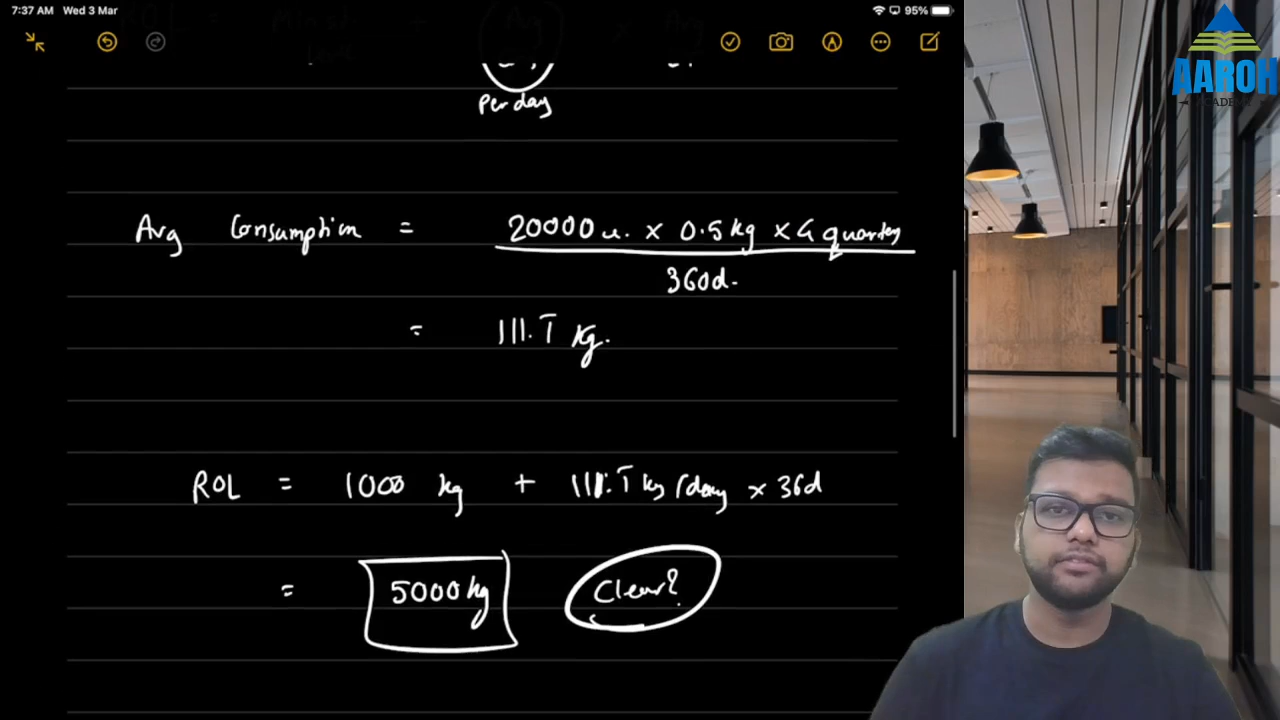 7:37 AM Wed 3 Mar
95%
AAROH
Per day
Avg Consumption = 20000 u. x 0.5 kg x 4 quarters
360d.
= 111.1̅ kg.
ROL = 1000 kg + 111.1̅ kg/day x 36d
= 5000 kg Clear?